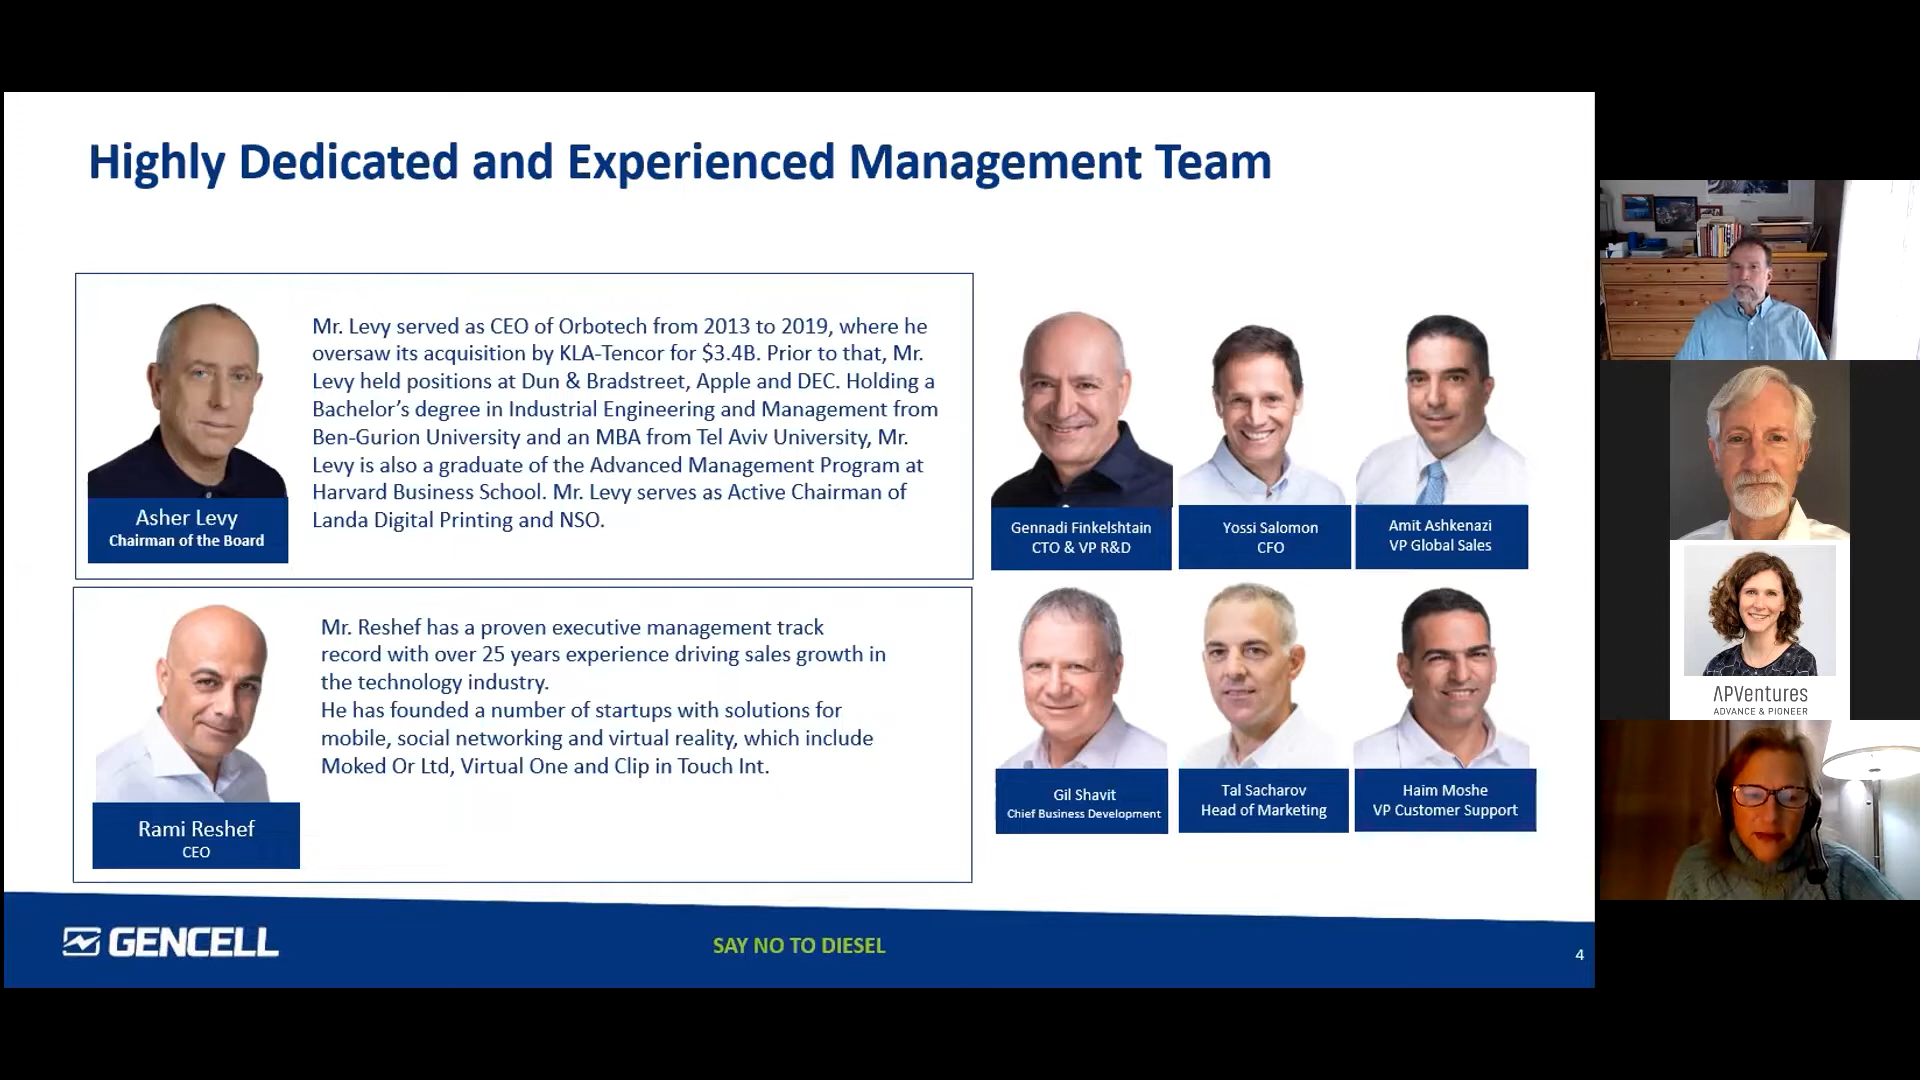 Highly Dedicated and Experienced Management Team
Mr. Levy served as CEO of Orbotech from 2013 to 2019, where he
oversaw its acquisition by KLA-Tencor for $3.4B. Prior to that, Mr.
Levy held positions at Dun & Bradstreet, Apple and DEC. Holding a
Bachelor’s degree in Industrial Engineering and Management from
Ben-Gurion University and an MBA from Tel Aviv University, Mr.
Levy is also a graduate of the Advanced Management Program at
Harvard Business School. Mr. Levy serves as Active Chairman of
Landa Digital Printing and NSO.
Asher Levy
Chairman of the Board
Mr. Reshef has a proven executive management track
record with over 25 years experience driving sales growth in
the technology industry.
He has founded a number of startups with solutions for
mobile, social networking and virtual reality, which include
Moked Or Ltd, Virtual One and Clip in Touch Int.
Rami Reshef
CEO
Gennadi Finkelshtain
CTO & VP R&D
Yossi Salomon
CFO
Amit Ashkenazi
VP Global Sales
Gil Shavit
Chief Business Development
Tal Sacharov
Head of Marketing
Haim Moshe
VP Customer Support
GENCELL
SAY NO TO DIESEL
4
APVentures
ADVANCE & PIONEER